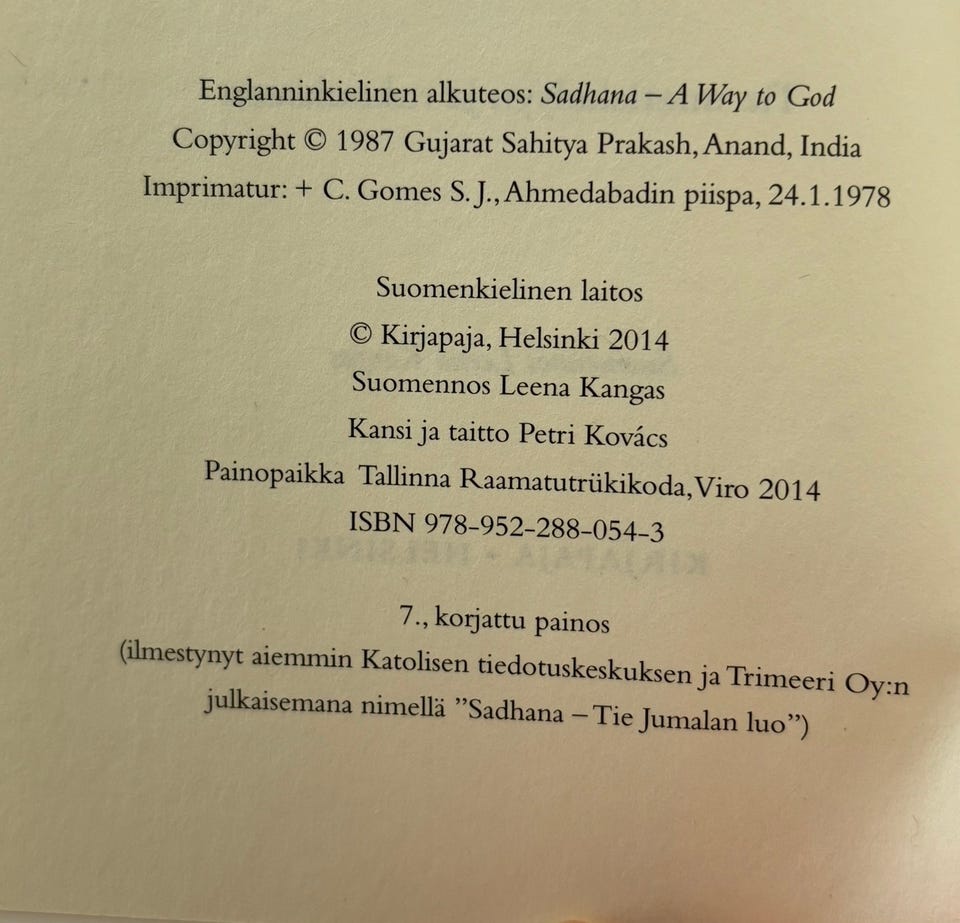 Englanninkielinen alkuteos: Sadhana – A Way to God
Copyright © 1987 Gujarat Sahitya Prakash, Anand, India
Imprimatur: + C. Gomes S. J., Ahmedabadin piispa, 24.1.1978
Suomenkielinen laitos
© Kirjapaja, Helsinki 2014
Suomennos Leena Kangas
Kansi ja taitto Petri Kovács
Painopaikka Tallinna Raamatutrükikoda, Viro 2014
ISBN 978-952-288-054-3
7., korjattu painos
(ilmestynyt aiemmin Katolisen tiedotuskeskuksen ja Trimeeri Oy:n
julkaisemana nimellä ”Sadhana – Tie Jumalan luo”)